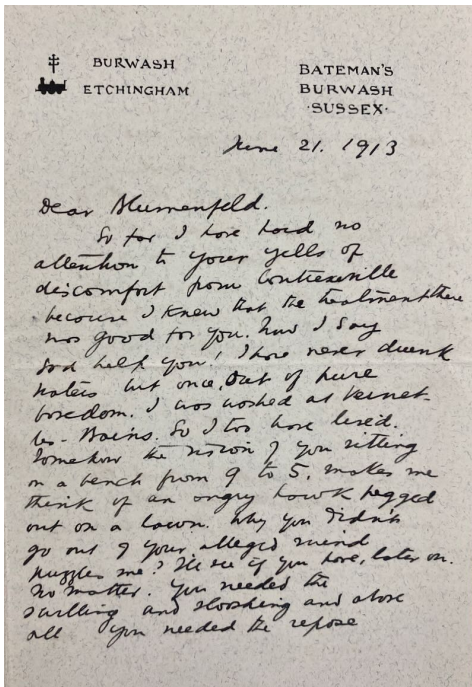 BURWASH
ETCHINGHAM
BATEMAN'S
BURWASH
·SUSSEX·
June 21. 1913
Dear Blumenfeld.
So far I have paid no
attention to your yells of
discomfort from Contrexeville
because I knew that the treatment there
was good for you. Now I say
God help you! I have never drunk
waters but once, out of pure
boredom. I was washed at Vernet-
les-Bains. So I too have lived.
Somehow the vision of you sitting
on a bench from 9 to 5. makes me
think of an angry hawk pegged
out on a lawn. Why you didn't
go out of your alleged mind
puzzles me? I'll see if you have, later on.
No matter. You needed the
swilling and sloshing and above
all you needed the repose